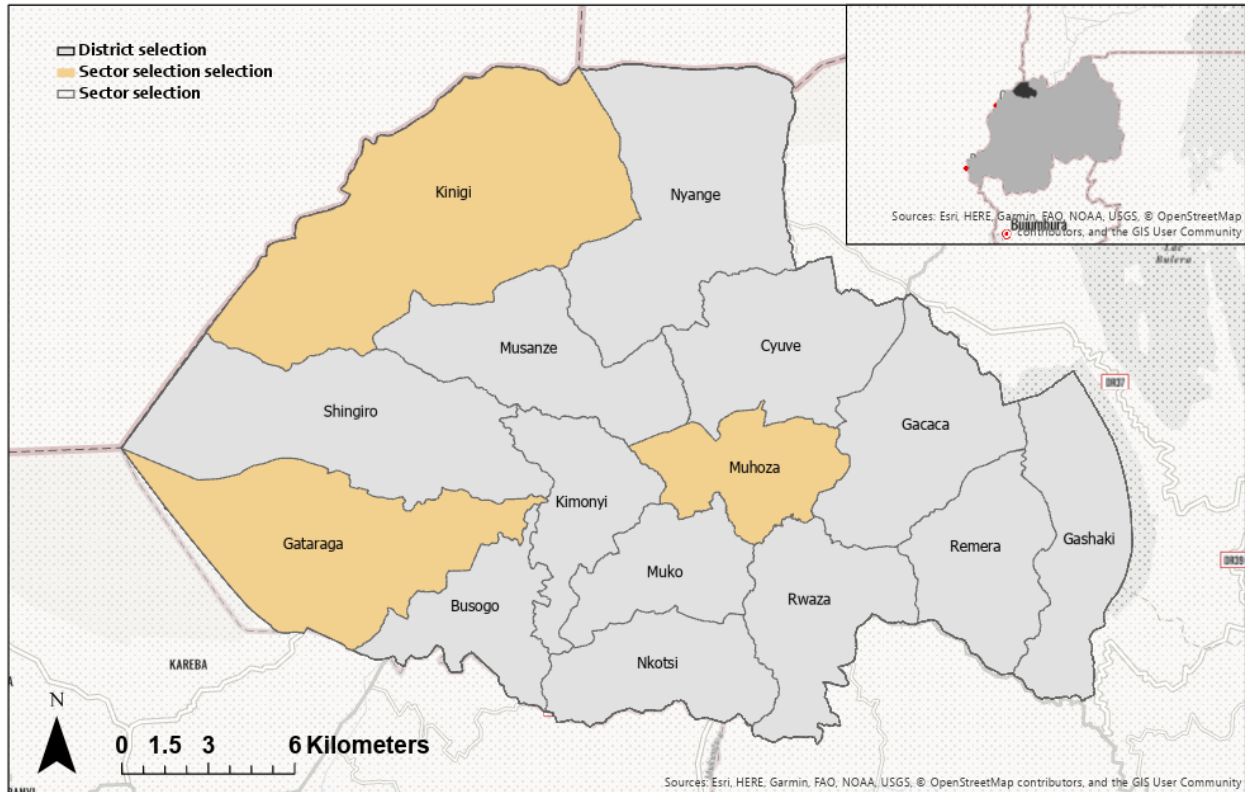 District selection
Sector selection selection
Sector selection
Sources: Esri, HERE, Garmin, FAO, NOAA, USGS, © OpenStreetMap
Bujumbura
contributors, and the GIS User Community
Kinigi
Nyange
Lac
Bulera
Musanze
Cyuve
DR37
Shingiro
Gacaca
Muhoza
Kimonyi
Gataraga
Remera
Gashaki
DR39
Muko
Rwaza
Busogo
Nkotsi
KAREBA
N
0 1.5 3 6 Kilometers
Sources: Esri, HERE, Garmin, FAO, NOAA, USGS, © OpenStreetMap contributors, and the GIS User Community